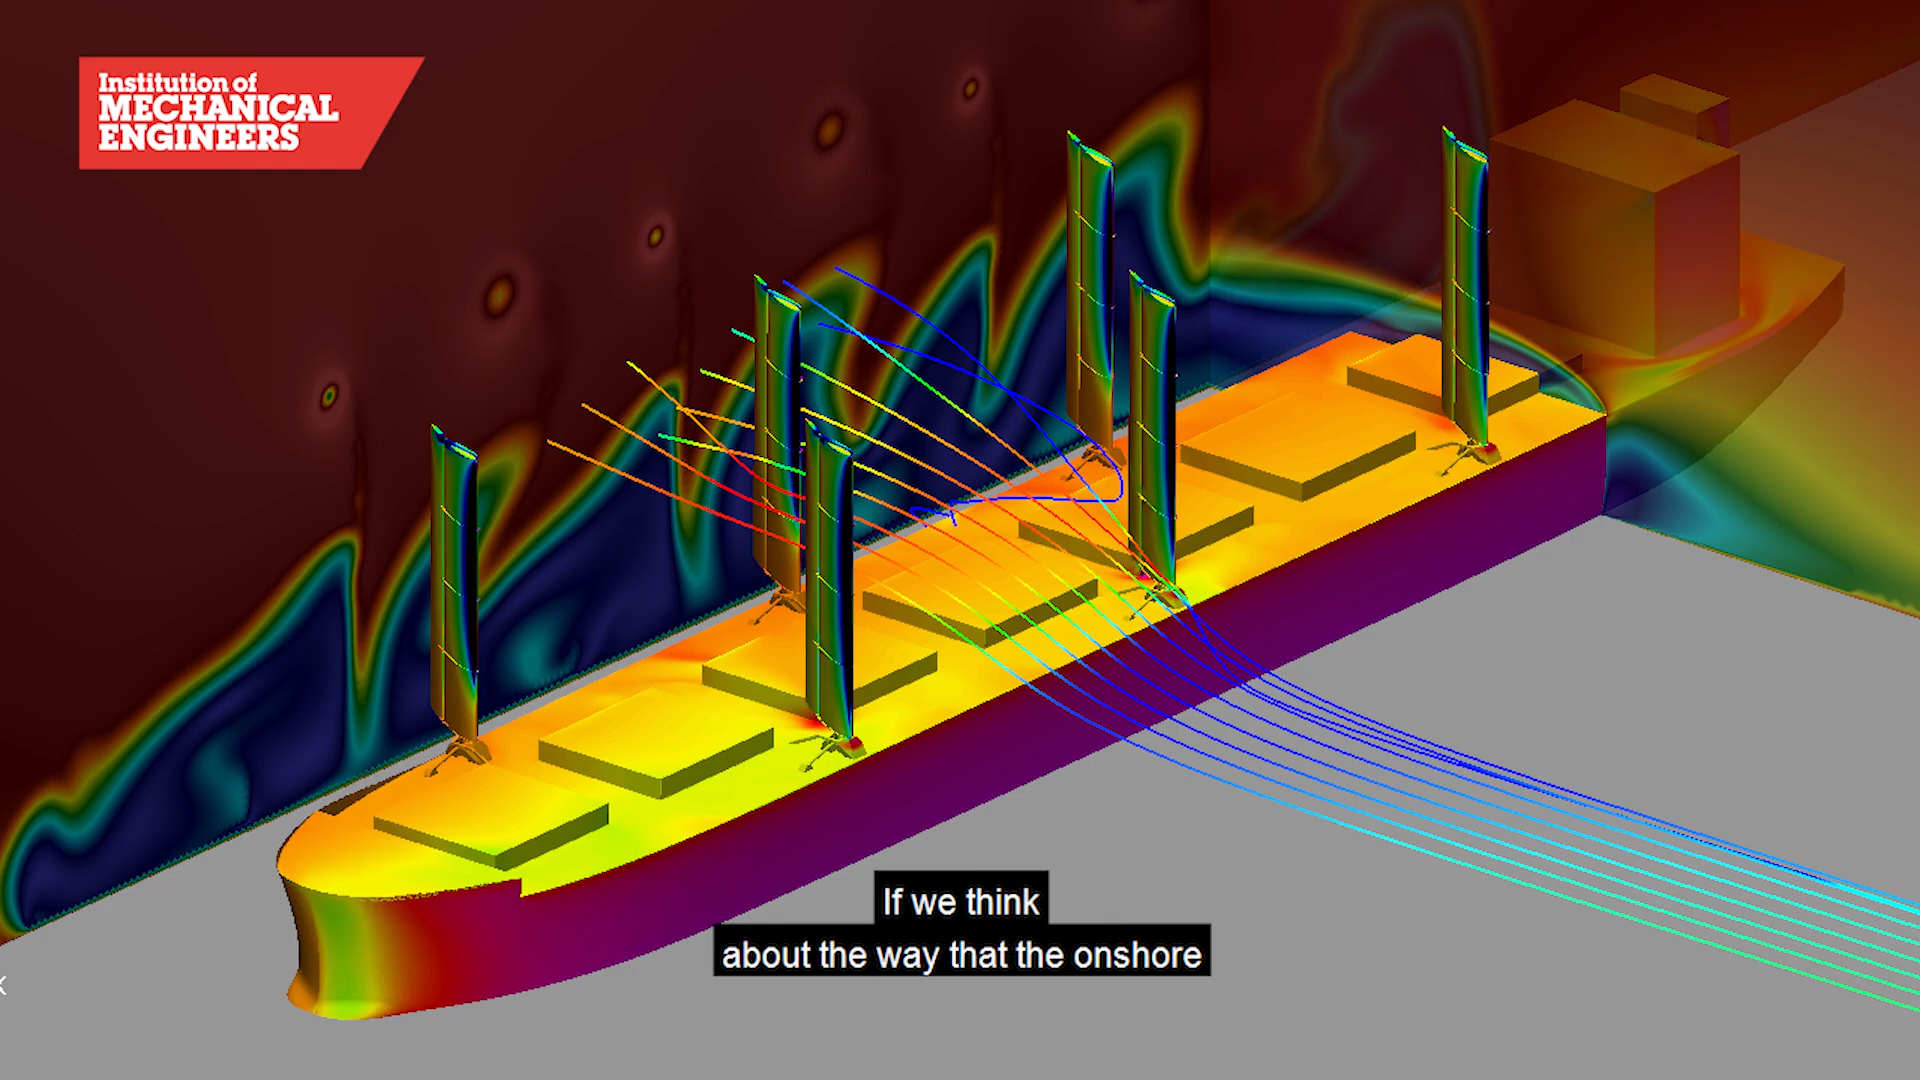 Institution of
MECHANICAL
ENGINEERS
If we think
about the way that the onshore